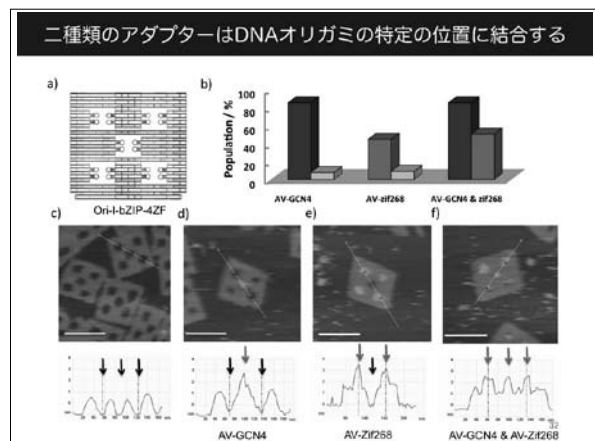 二種類のアダプターはDNAオリガミの特定の位置に結合する
a)
Ori-I-bZIP-4ZF
b)
Population / %
100
80
60
40
20
0
AV-GCN4
AV-zif268
AV-GCN4 & zif268
c)
d)
e)
f)
AV-GCN4
AV-Zif268
AV-GCN4 & AV-Zif268
32